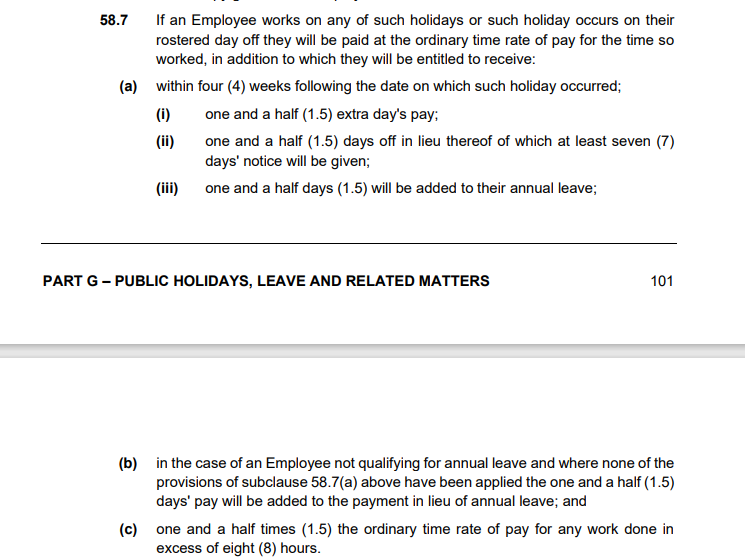 58.7 If an Employee works on any of such holidays or such holiday occurs on their
rostered day off they will be paid at the ordinary time rate of pay for the time so
worked, in addition to which they will be entitled to receive:
(a) within four (4) weeks following the date on which such holiday occurred;
(i) one and a half (1.5) extra day's pay;
(ii) one and a half (1.5) days off in lieu thereof of which at least seven (7)
days' notice will be given;
(iii) one and a half days (1.5) will be added to their annual leave;
PART G – PUBLIC HOLIDAYS, LEAVE AND RELATED MATTERS 101
(b) in the case of an Employee not qualifying for annual leave and where none of the
provisions of subclause 58.7(a) above have been applied the one and a half (1.5)
days' pay will be added to the payment in lieu of annual leave; and
(c) one and a half times (1.5) the ordinary time rate of pay for any work done in
excess of eight (8) hours.